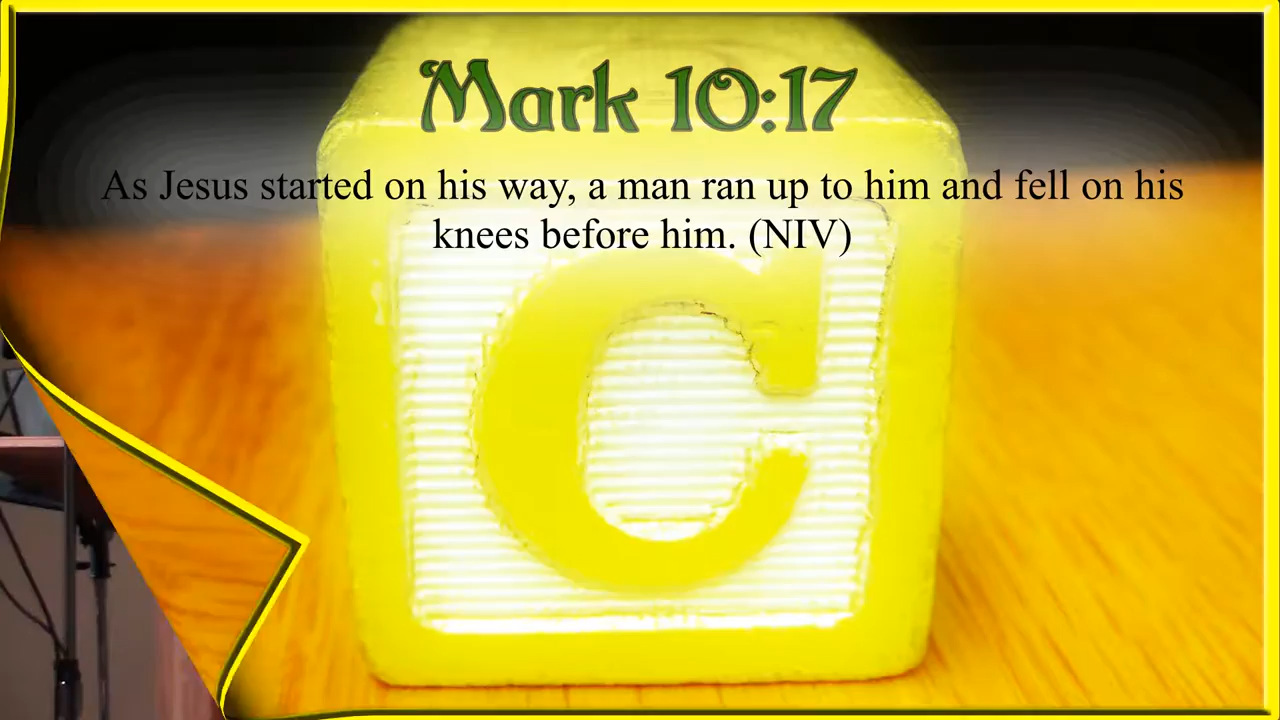 Mark 10:17
As Jesus started on his way, a man ran up to him and fell on his
knees before him. (NIV)
C